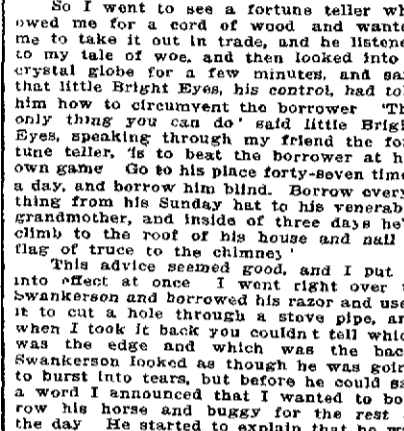 So I went to see a fortune teller wh
owed me for a cord of wood and wante
me to take it out in trade, and he listene
to my tale of woe, and then looked into
crystal globe for a few minutes, and sa
that little Bright Eyes, his control, had to
him how to circumvent the borrower 'Th
only thing you can do' said little Brig
Eyes, speaking through my friend the fo
tune teller, 'is to beat the borrower at h
own game Go to his place forty-seven time
a day, and borrow him blind. Borrow every
thing from his Sunday hat to his venerab
grandmother, and inside of three days he'
climb to the roof of his house and nail
flag of truce to the chimney '
This advice seemed good, and I put
into effect at once I went right over t
Swankerson and borrowed his razor and use
it to cut a hole through a stove pipe, an
when I took it back you couldn t tell whic
was the edge and which was the bac
Swankerson looked as though he was goin
to burst into tears, but before he could sa
a word I announced that I wanted to bo
row his horse and buggy for the rest
the day He started to explain that he wa